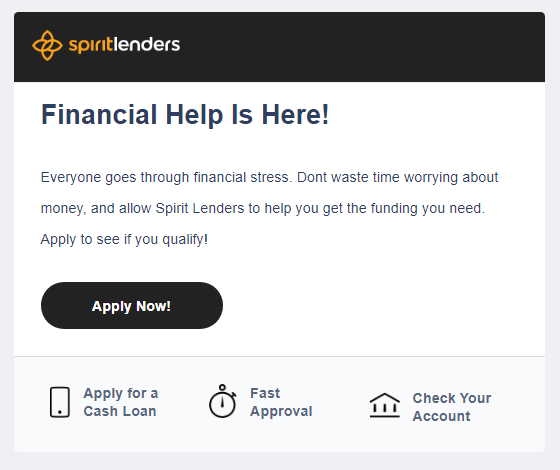 spiritlenders
Financial Help Is Here!
Everyone goes through financial stress. Dont waste time worrying about
money, and allow Spirit Lenders to help you get the funding you need.
Apply to see if you qualify!
Apply Now!
Apply for a
Cash Loan
Fast
Approval
Check Your
Account